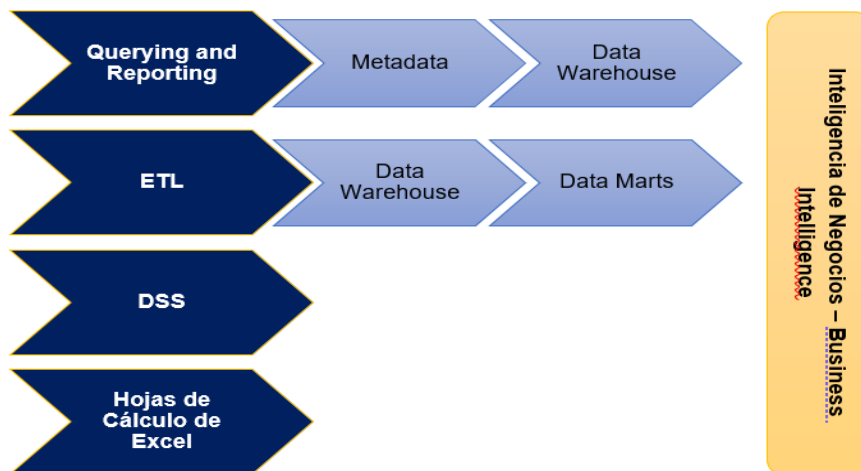 Querying and
Reporting
Metadata
Data
Warehouse
ETL
Data
Warehouse
Data Marts
DSS
Hojas de
Cálculo de
Excel
Inteligencia de Negocios – Business
Intelligence